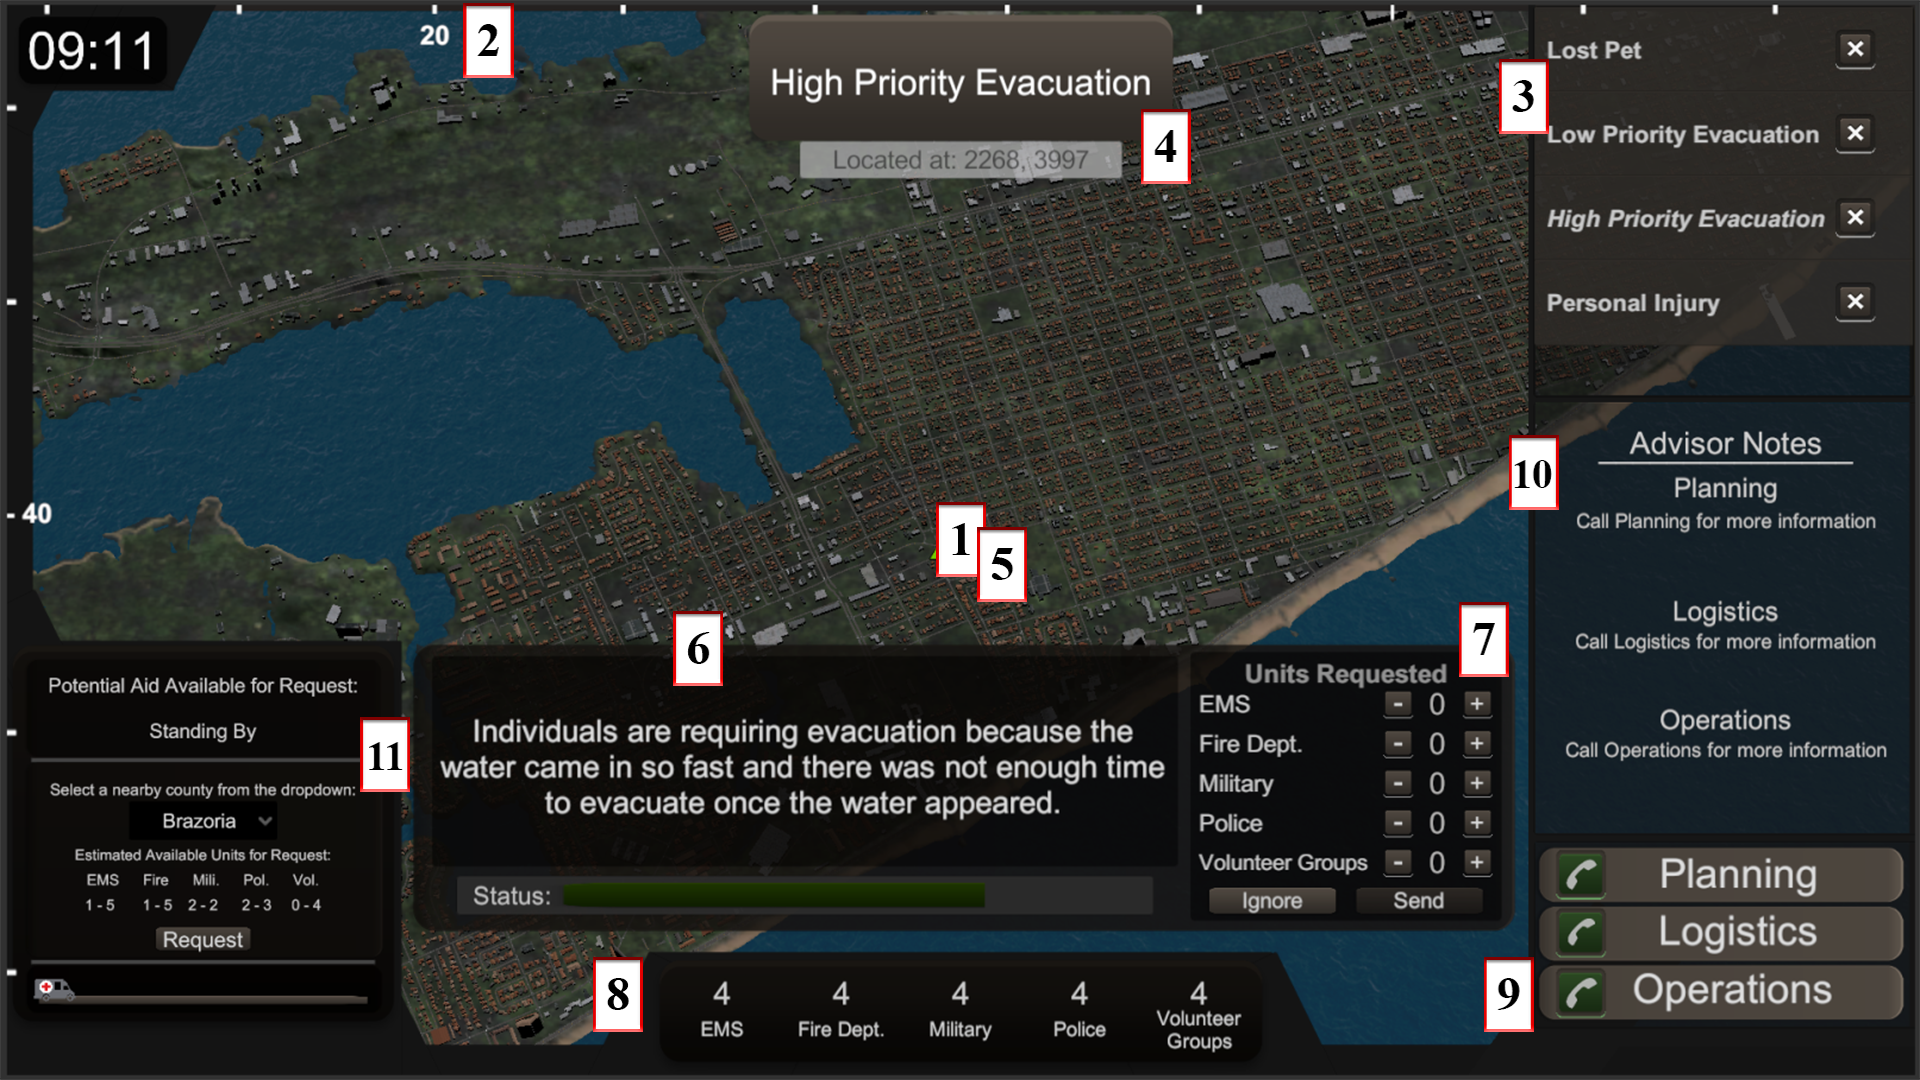 09:11
20
2
High Priority Evacuation
4
Located at: 2268, 3997
3
Lost Pet ×
Low Priority Evacuation ×
High Priority Evacuation ×
Personal Injury ×
40
1
5
10
Advisor Notes
Planning
Call Planning for more information
Logistics
Call Logistics for more information
Operations
Call Operations for more information
11
Potential Aid Available for Request:
Standing By
Select a nearby county from the dropdown:
Brazoria
Estimated Available Units for Request:
EMS Fire Mili. Pol. Vol.
1 - 5 1 - 5 2 - 2 2 - 3 0 - 4
Request
6
Individuals are requiring evacuation because the
water came in so fast and there was not enough time
to evacuate once the water appeared.
Status:
7
Units Requested
EMS - 0 +
Fire Dept. - 0 +
Military - 0 +
Police - 0 +
Volunteer Groups - 0 +
Ignore Send
8
4 4 4 4 4
EMS Fire Dept. Military Police Volunteer
Groups
9
Planning
Logistics
Operations